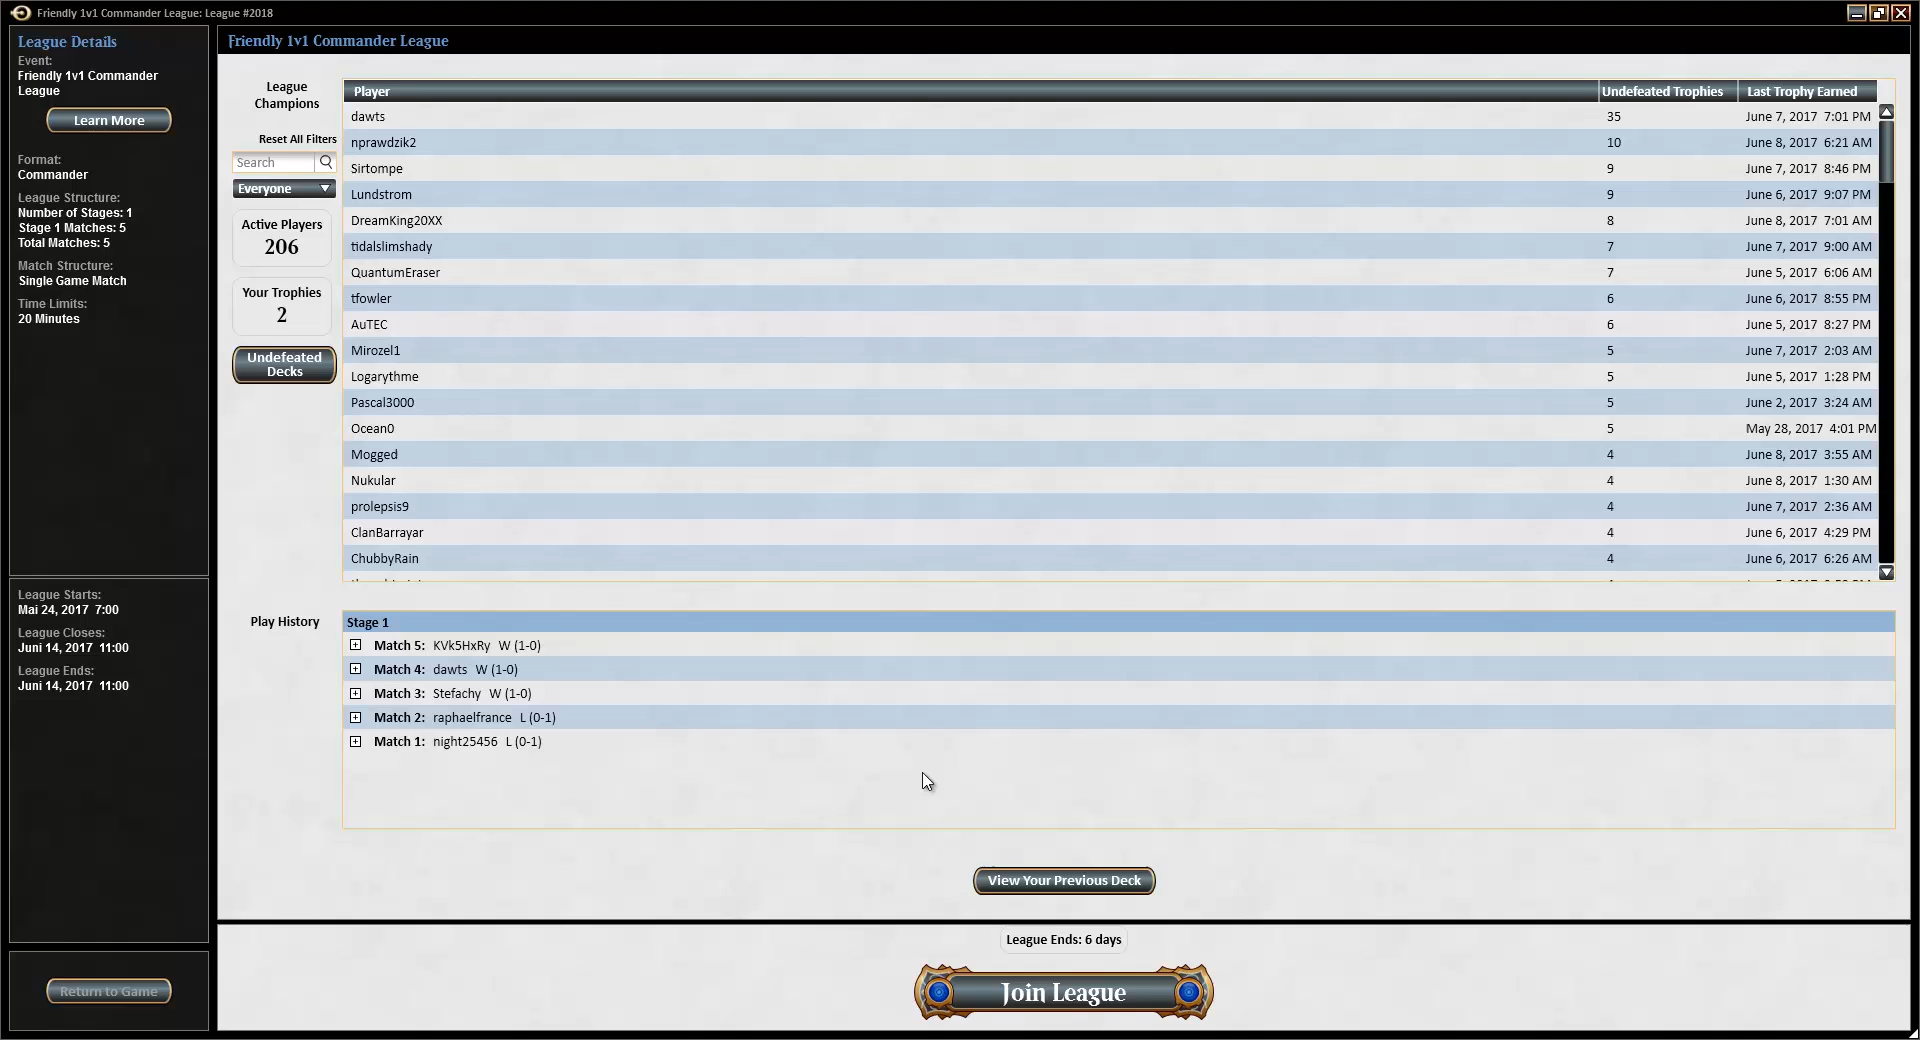 Friendly 1v1 Commander League: League #2018
League Details
Event:
Friendly 1v1 Commander
League
Learn More
Format:
Commander
League Structure:
Number of Stages: 1
Stage 1 Matches: 5
Total Matches: 5
Match Structure:
Single Game Match
Time Limits:
20 Minutes
League Starts:
Mai 24, 2017 7:00
League Closes:
Juni 14, 2017 11:00
League Ends:
Juni 14, 2017 11:00
Return to Game
Friendly 1v1 Commander League
League
Champions
Reset All Filters
Search
Everyone
Active Players
206
Your Trophies
2
Undefeated
Decks
Player Undefeated Trophies Last Trophy Earned
dawts 35 June 7, 2017 7:01 PM
nprawdzik2 10 June 8, 2017 6:21 AM
Sirtompe 9 June 7, 2017 8:46 PM
Lundstrom 9 June 6, 2017 9:07 PM
DreamKing20XX 8 June 8, 2017 7:01 AM
tidalslimshady 7 June 7, 2017 9:00 AM
QuantumEraser 7 June 5, 2017 6:06 AM
tfowler 6 June 6, 2017 8:55 PM
AuTEC 6 June 5, 2017 8:27 PM
Mirozel1 5 June 7, 2017 2:03 AM
Logarythme 5 June 5, 2017 1:28 PM
Pascal3000 5 June 2, 2017 3:24 AM
Ocean0 5 May 28, 2017 4:01 PM
Mogged 4 June 8, 2017 3:55 AM
Nukular 4 June 8, 2017 1:30 AM
prolepsis9 4 June 7, 2017 2:36 AM
ClanBarrayar 4 June 6, 2017 4:29 PM
ChubbyRain 4 June 6, 2017 6:26 AM
Play History
Stage 1
Match 5: KVk5HxRy W (1-0)
Match 4: dawts W (1-0)
Match 3: Stefachy W (1-0)
Match 2: raphaelfrance L (0-1)
Match 1: night25456 L (0-1)
View Your Previous Deck
League Ends: 6 days
Join League